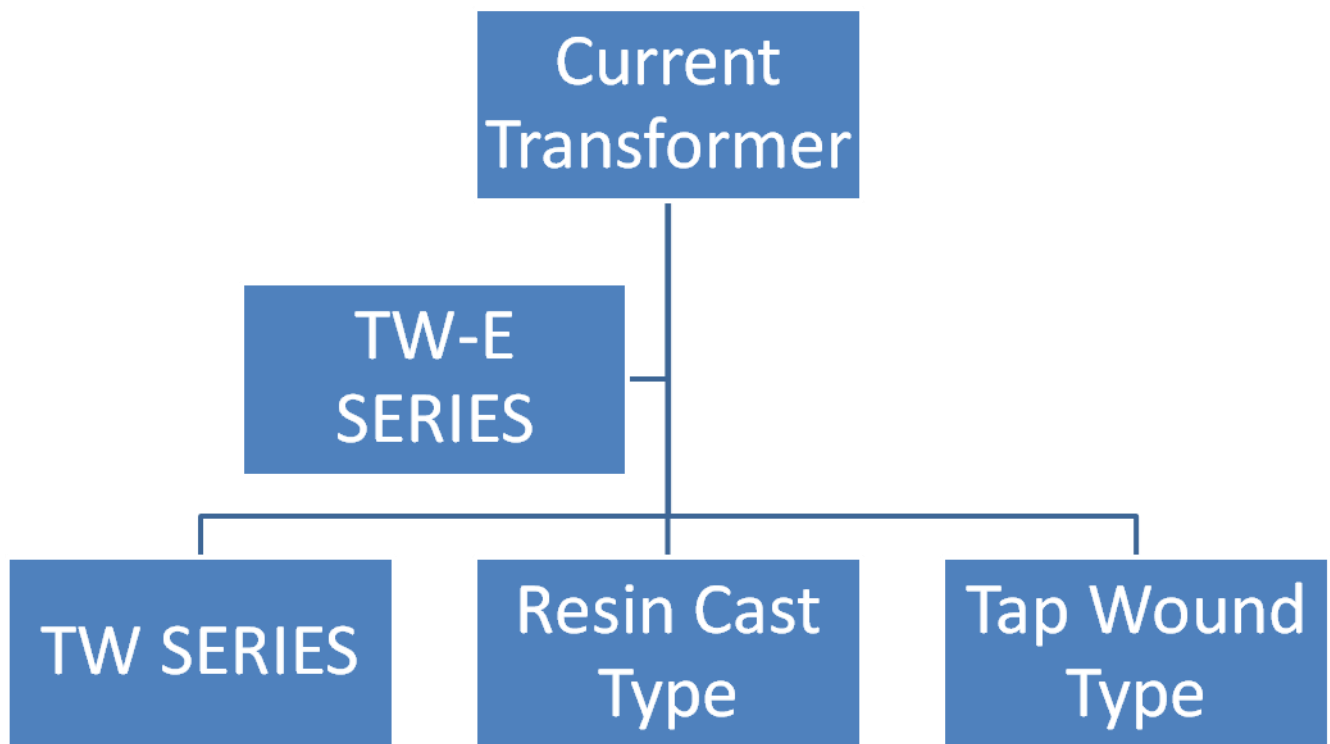 Current
Transformer
TW-E
SERIES
TW SERIES
Resin Cast
Type
Tap Wound
Type